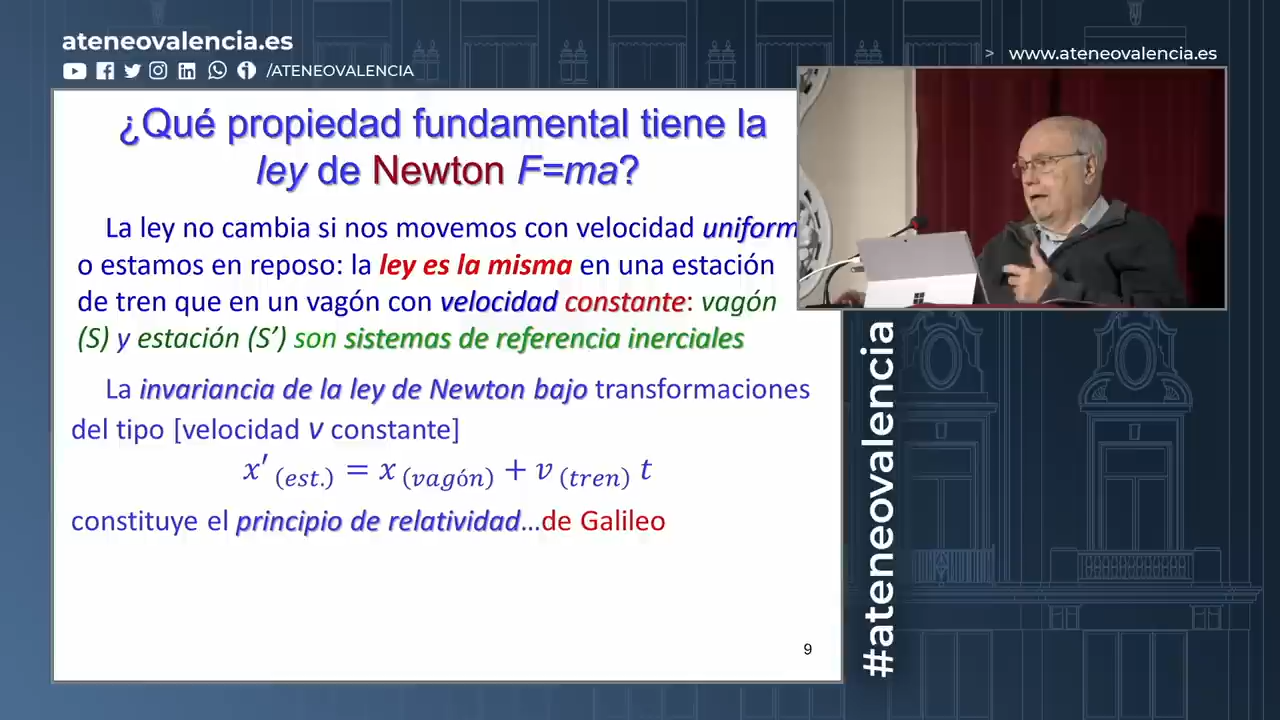 ateneovalencia.es
/ATENEOVALENCIA
> www.ateneovalencia.es
¿Qué propiedad fundamental tiene la
ley de Newton F=ma?
La ley no cambia si nos movemos con velocidad uniform
o estamos en reposo: la ley es la misma en una estación
de tren que en un vagón con velocidad constante: vagón
(S) y estación (S’) son sistemas de referencia inerciales
La invariancia de la ley de Newton bajo transformaciones
del tipo [velocidad v constante]
x′ (est.) = x (vagón) + v (tren) t
constituye el principio de relatividad…de Galileo
9
#ateneovalencia